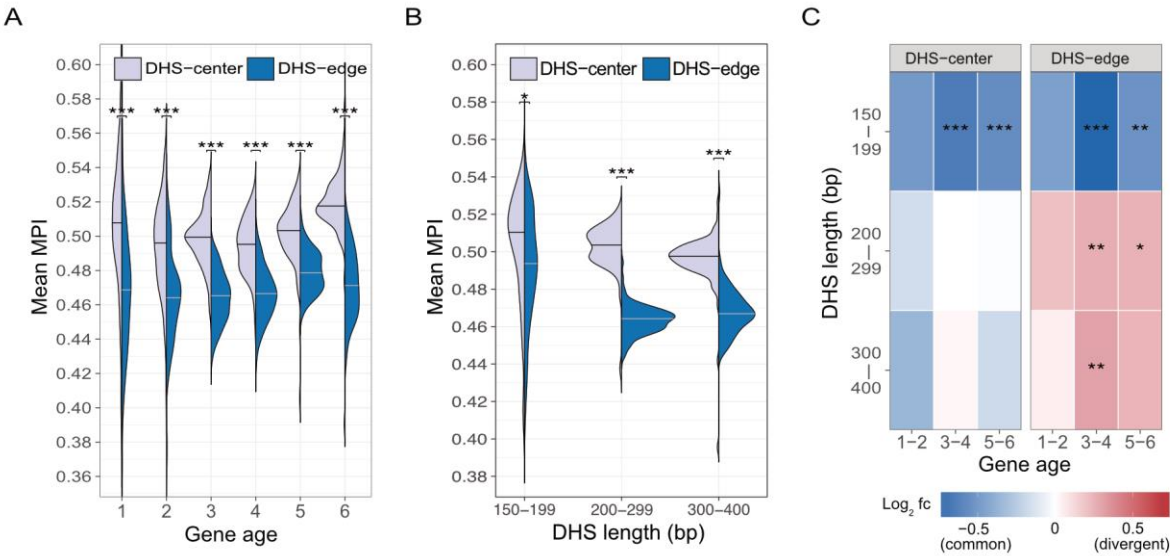 A
DHS−center DHS−edge
Mean MPI
0.60
0.58
0.56
0.54
0.52
0.50
0.48
0.46
0.44
0.42
0.40
0.38
0.36
*** *** *** *** *** ***
1 2 3 4 5 6
Gene age
B
DHS−center DHS−edge
Mean MPI
0.60
0.58
0.56
0.54
0.52
0.50
0.48
0.46
0.44
0.42
0.40
0.38
* *** ***
150−199 200−299 300−400
DHS length (bp)
C
DHS−center DHS−edge
DHS length (bp)
150
|
199
*** *** *** **
200
|
299
** *
300
|
400
**
1−2 3−4 5−6 1−2 3−4 5−6
Gene age
Log2 fc
−0.5 0 0.5
(common) (divergent)